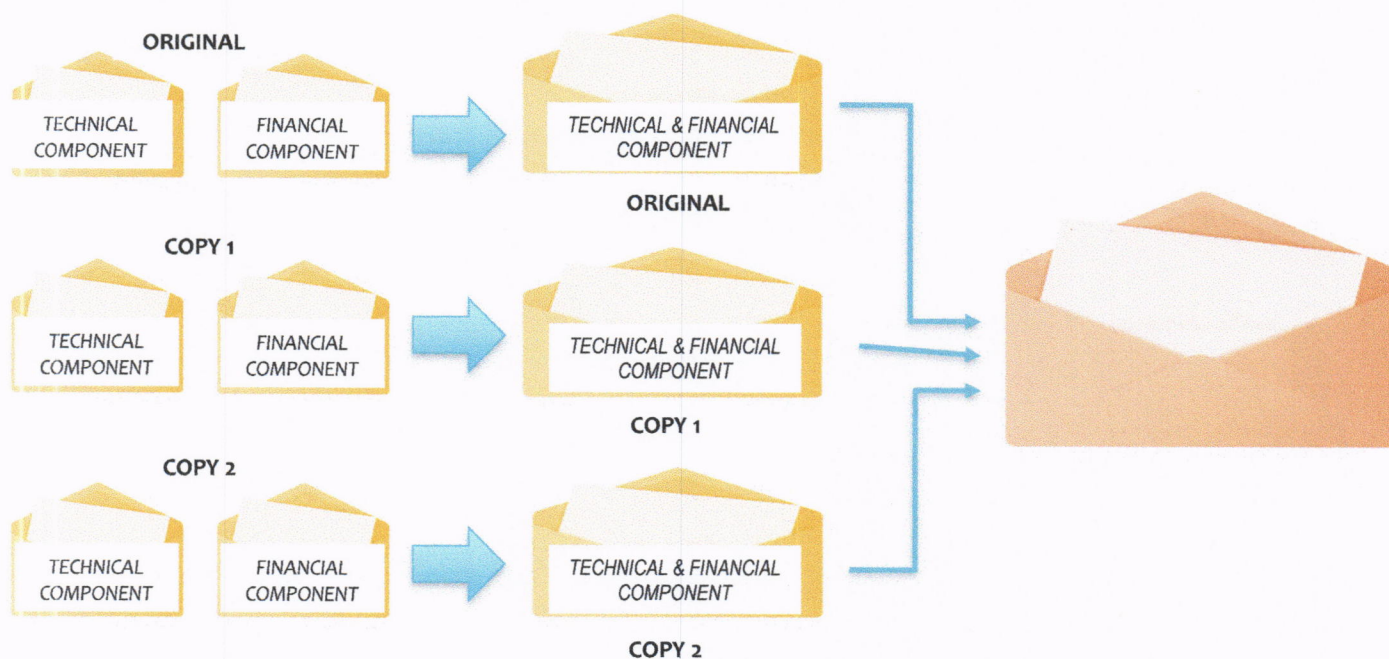 ORIGINAL
TECHNICAL
COMPONENT
FINANCIAL
COMPONENT
TECHNICAL & FINANCIAL
COMPONENT
ORIGINAL
COPY 1
TECHNICAL
COMPONENT
FINANCIAL
COMPONENT
TECHNICAL & FINANCIAL
COMPONENT
COPY 1
COPY 2
TECHNICAL
COMPONENT
FINANCIAL
COMPONENT
TECHNICAL & FINANCIAL
COMPONENT
COPY 2